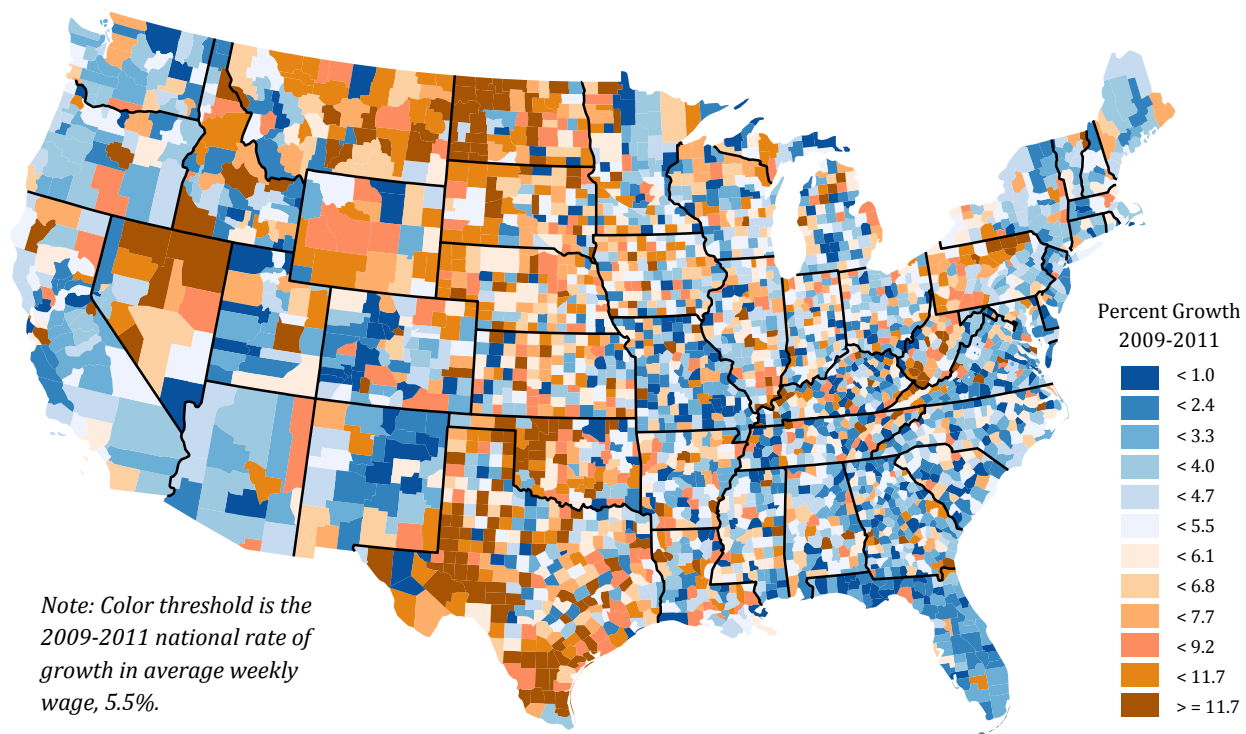 Percent Growth
2009-2011
< 1.0
< 2.4
< 3.3
< 4.0
< 4.7
< 5.5
< 6.1
< 6.8
< 7.7
< 9.2
< 11.7
> = 11.7
Note: Color threshold is the
2009-2011 national rate of
growth in average weekly
wage, 5.5%.